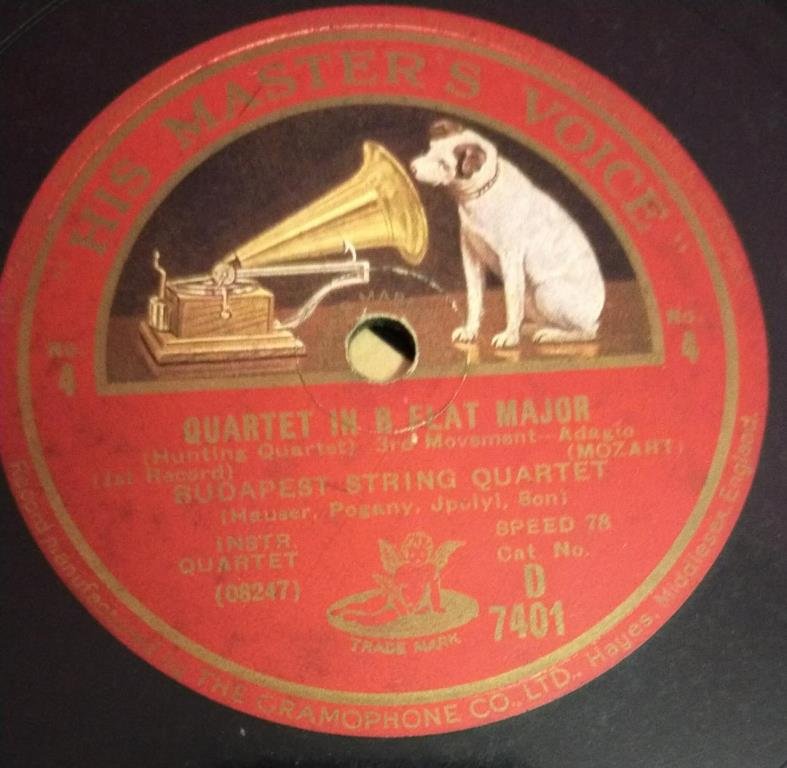 "HIS MASTER'S VOICE"
No. 4
No. 4
MAR
QUARTET IN B FLAT MAJOR
(Hunting Quartet) 3rd Movement—Adagio
(1st Record) (MOZART)
BUDAPEST STRING QUARTET
(Hauser, Pogany, Jpolyi, Son)
INSTR. QUARTET
(08247)
SPEED 78
Cat No.
D
7401
TRADE MARK
Record manufactured by THE GRAMOPHONE CO., LTD., Hayes, Middlesex, England.